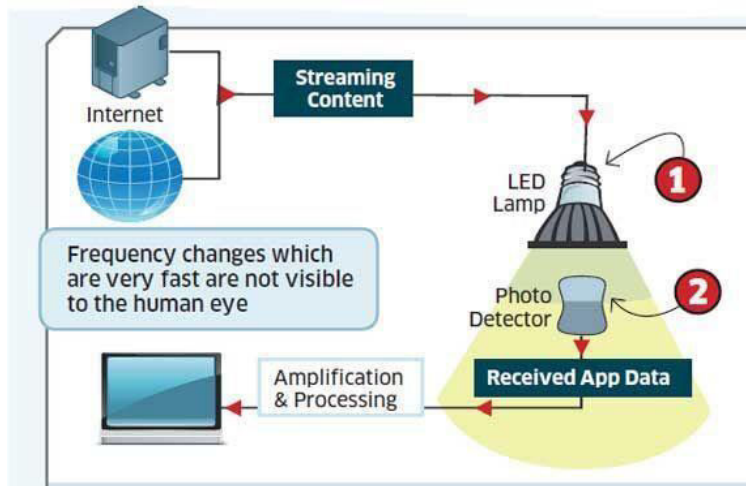 Internet
Streaming
Content
LED
Lamp
1
Frequency changes which
are very fast are not visible
to the human eye
Photo
Detector
2
Amplification
& Processing
Received App Data